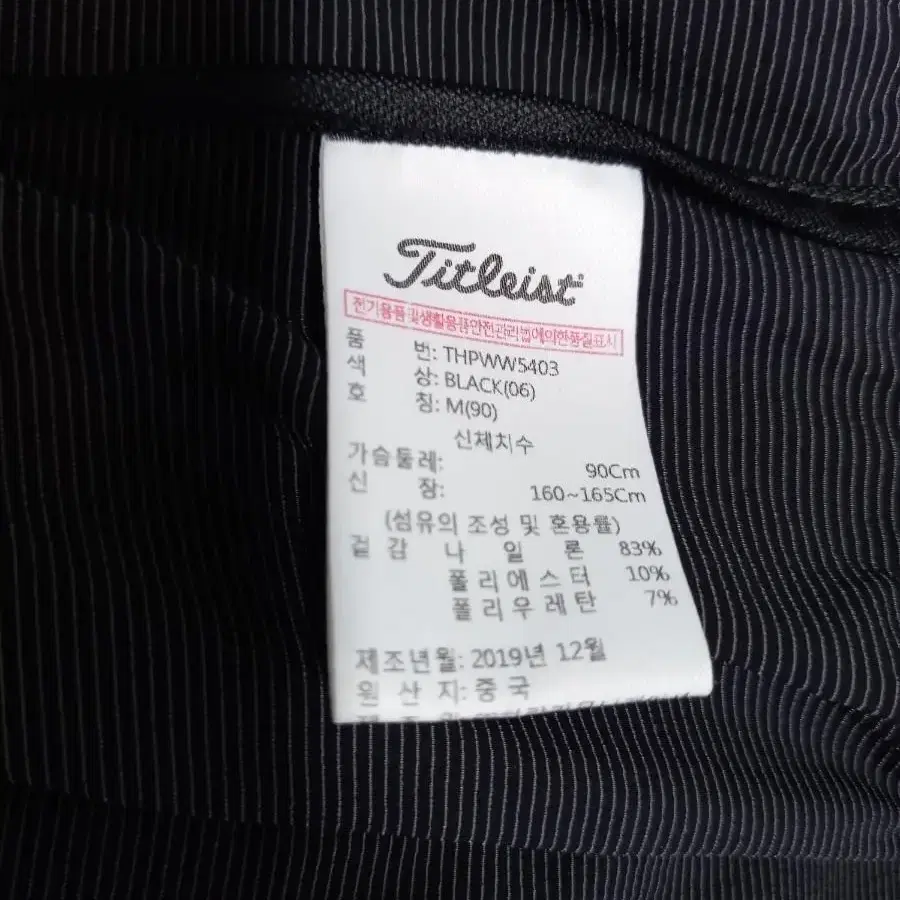 Titleist
전기용품및생활용품안전관리법에의한품질표시
품 번: THPWW5403
색 상: BLACK(06)
호 칭: M(90)
신체치수
가슴둘레: 90Cm
신 장: 160~165Cm
(섬유의 조성 및 혼용률)
겉감 나일론 83%
폴리에스터 10%
폴리우레탄 7%
제조년월: 2019년 12월
원산지: 중국